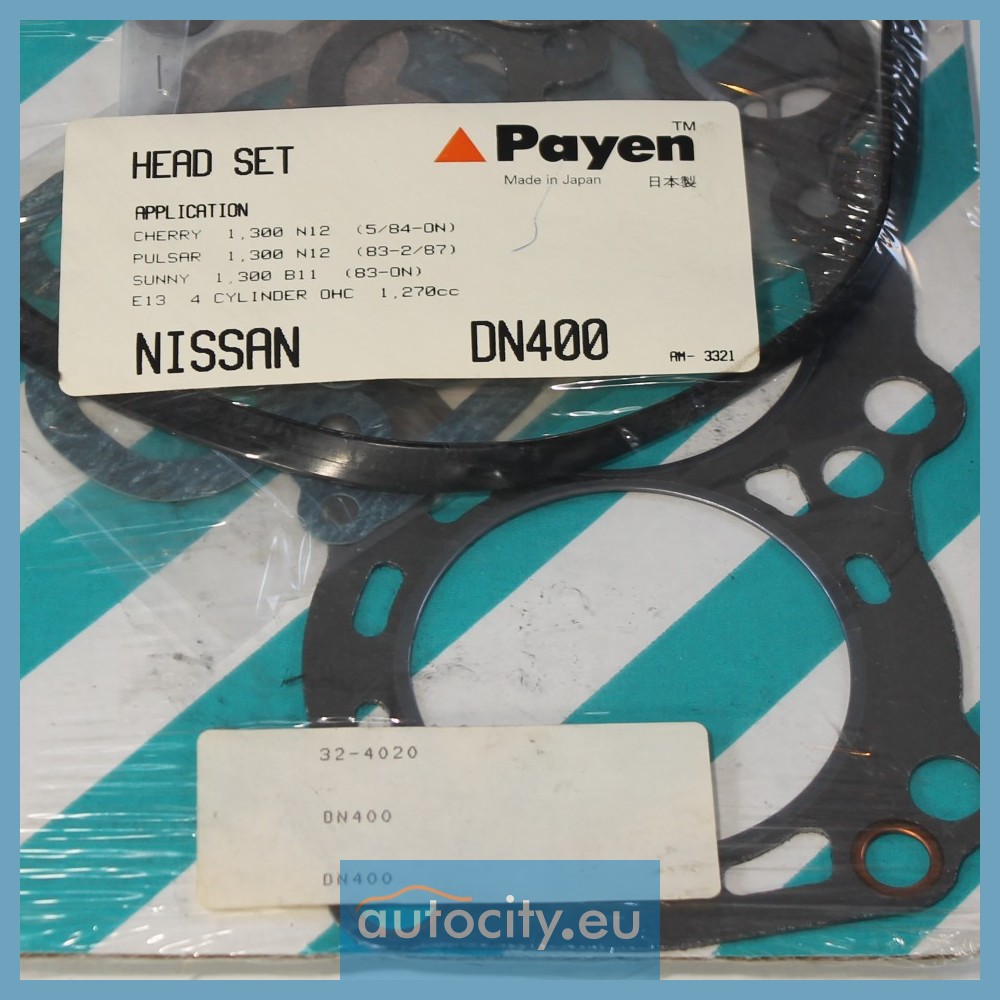 HEAD SET
Payen™
Made in Japan 日本製
APPLICATION
CHERRY 1,300 N12 (5/84-ON)
PULSAR 1,300 N12 (83-2/87)
SUNNY 1,300 B11 (83-ON)
E13 4 CYLINDER OHC 1,270cc
NISSAN DN400 AM- 3321
32-4020
DN400
DN400
autocity.eu